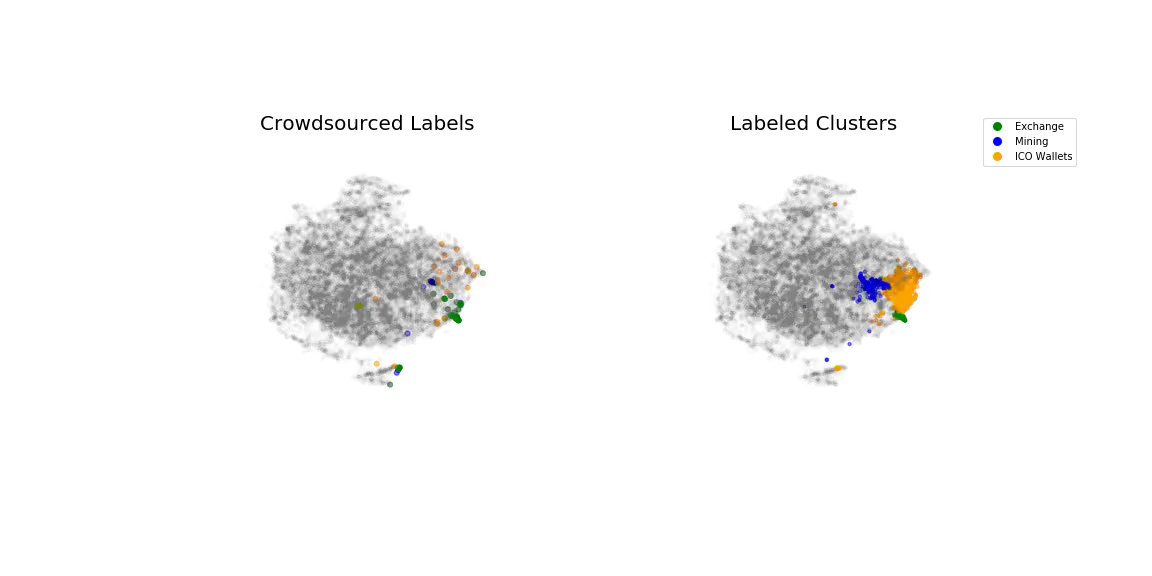 Crowdsourced Labels
Labeled Clusters
Exchange
Mining
ICO Wallets